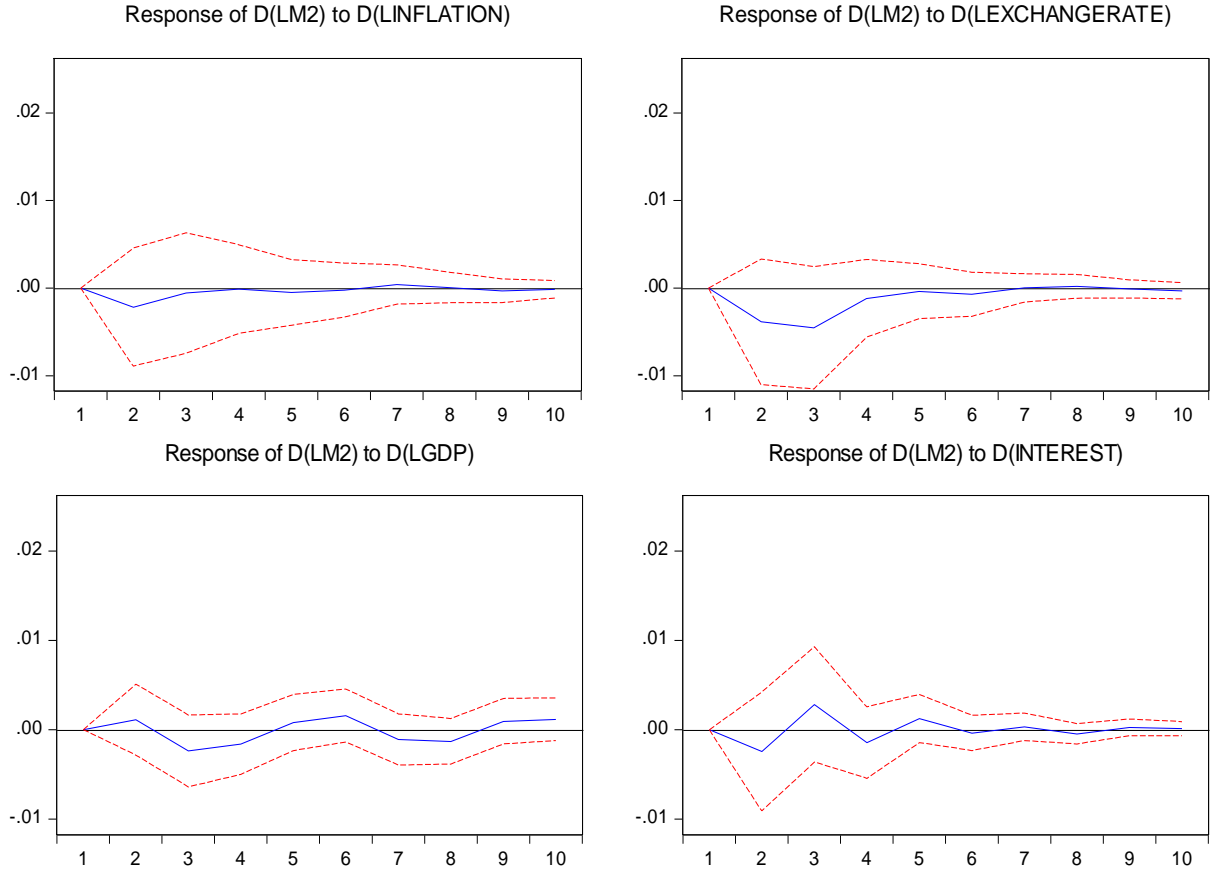 Response of D(LM2) to D(LINFLATION)
.02
.01
.00
-.01
1 2 3 4 5 6 7 8 9 10
Response of D(LM2) to D(LEXCHANGERATE)
.02
.01
.00
-.01
1 2 3 4 5 6 7 8 9 10
Response of D(LM2) to D(LGDP)
.02
.01
.00
-.01
1 2 3 4 5 6 7 8 9 10
Response of D(LM2) to D(INTEREST)
.02
.01
.00
-.01
1 2 3 4 5 6 7 8 9 10